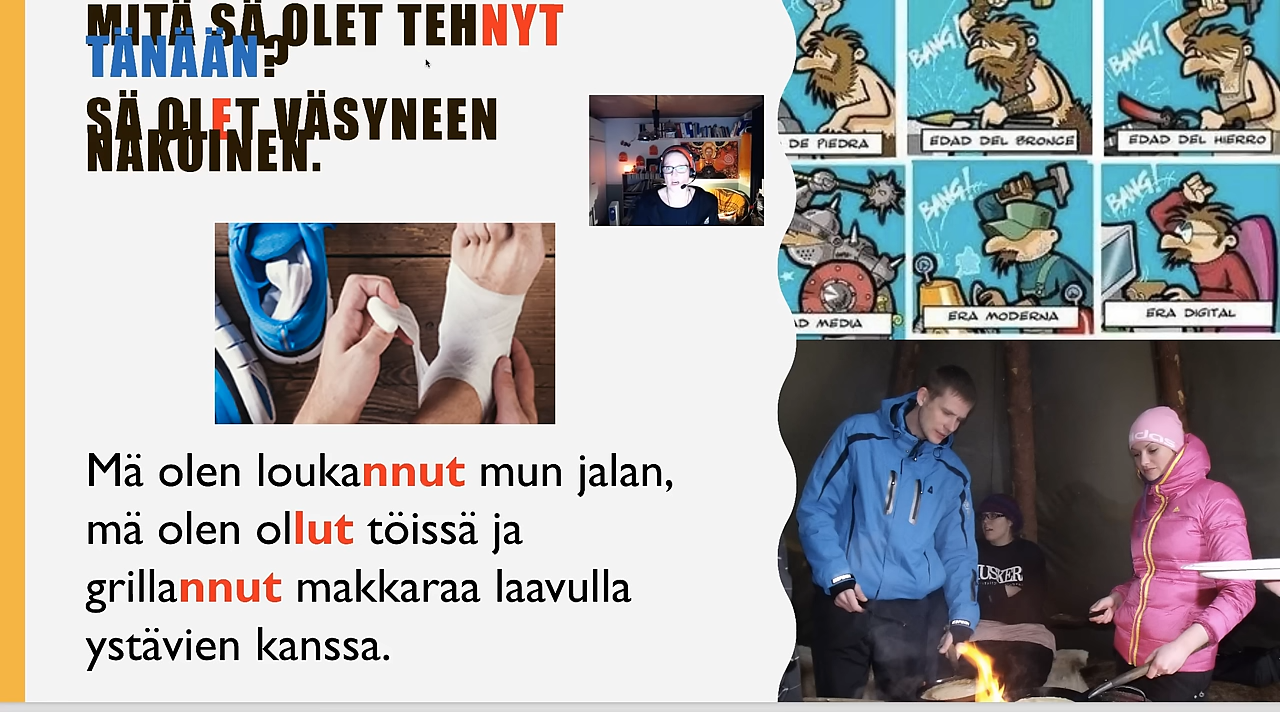 MITÄ SÄ OLET TEHNYT
TÄNÄÄN?
SÄ OLET VÄSYNEEN
NÄKÖINEN.
Mä olen loukannut mun jalan,
mä olen ollut töissä ja
grillannut makkaraa laavulla
ystävien kanssa.
BANG!
BANG!
DE PIEDRA
EDAD DEL BRONCE
EDAD DEL HIERRO
BANG!
BANG!
AD MEDIA
ERA MODERNA
ERA DIGITAL
adidas
HUSKER